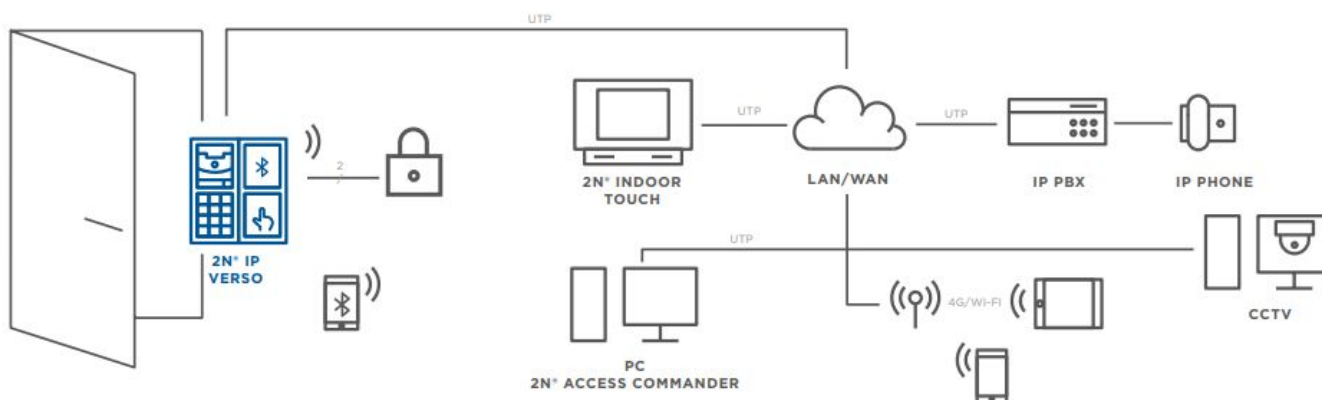 UTP
2
/
2N® IP
VERSO
2N® INDOOR
TOUCH
UTP
LAN/WAN
UTP
IP PBX
IP PHONE
UTP
PC
2N® ACCESS COMMANDER
4G/WI-FI
CCTV